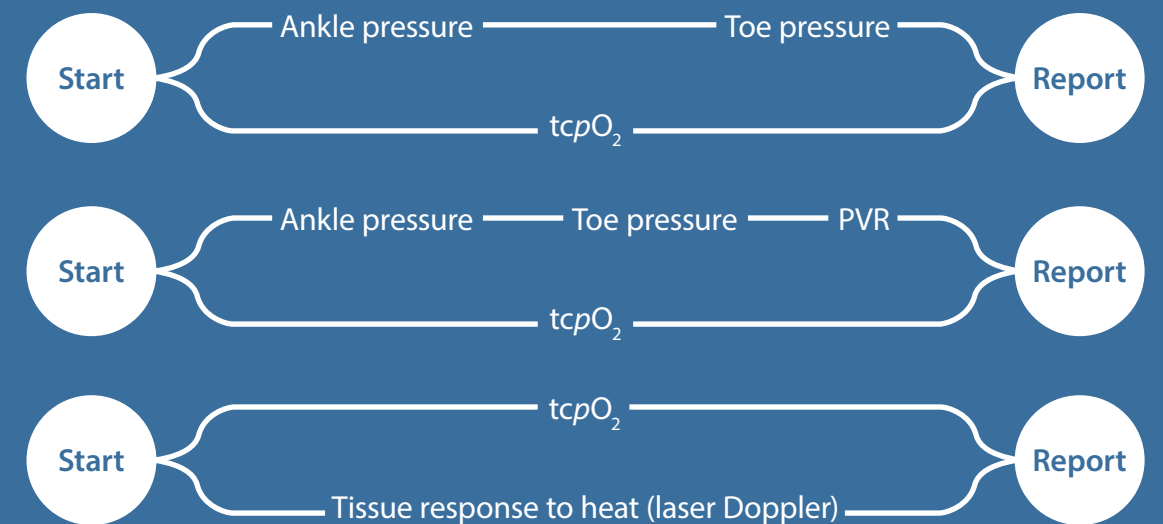 Ankle pressure Toe pressure
Start Report
tcpO₂
Ankle pressure Toe pressure PVR
Start Report
tcpO₂
tcpO₂
Start Report
Tissue response to heat (laser Doppler)